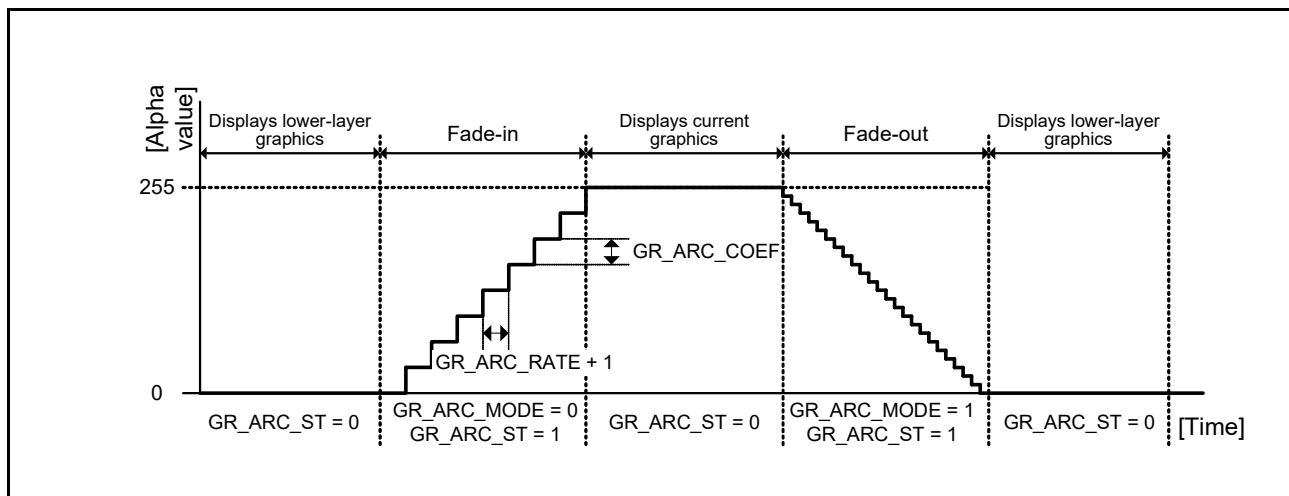 [Alpha
value]
Displays lower-layer
graphics
Fade-in
Displays current
graphics
Fade-out
Displays lower-layer
graphics
255
GR_ARC_COEF
GR_ARC_RATE + 1
0
GR_ARC_ST = 0
GR_ARC_MODE = 0
GR_ARC_ST = 1
GR_ARC_ST = 0
GR_ARC_MODE = 1
GR_ARC_ST = 1
GR_ARC_ST = 0
[Time]